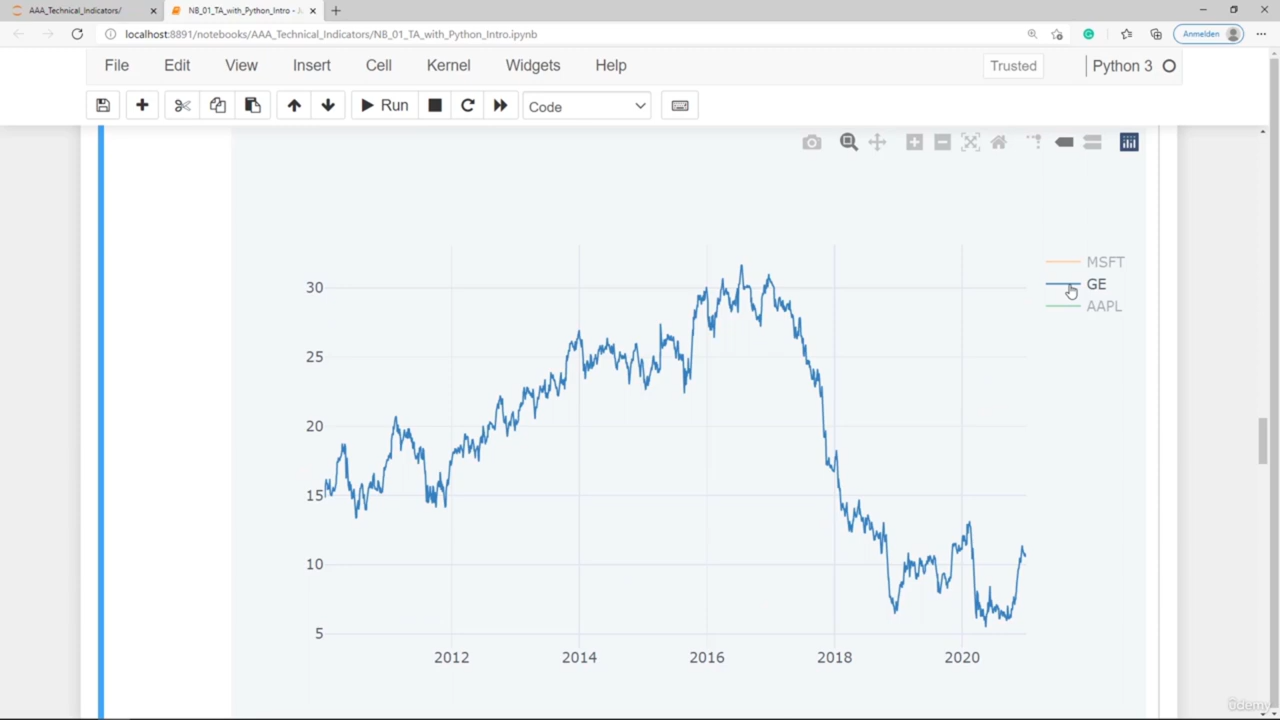 AAA_Technical_Indicators/
NB_01_TA_with_Python_Intro - J
localhost:8891/notebooks/AAA_Technical_Indicators/NB_01_TA_with_Python_Intro.ipynb
Anmelden
File Edit View Insert Cell Kernel Widgets Help
Trusted
Python 3
Run
Code
MSFT
GE
AAPL
30
25
20
15
10
5
2012 2014 2016 2018 2020
Udemy